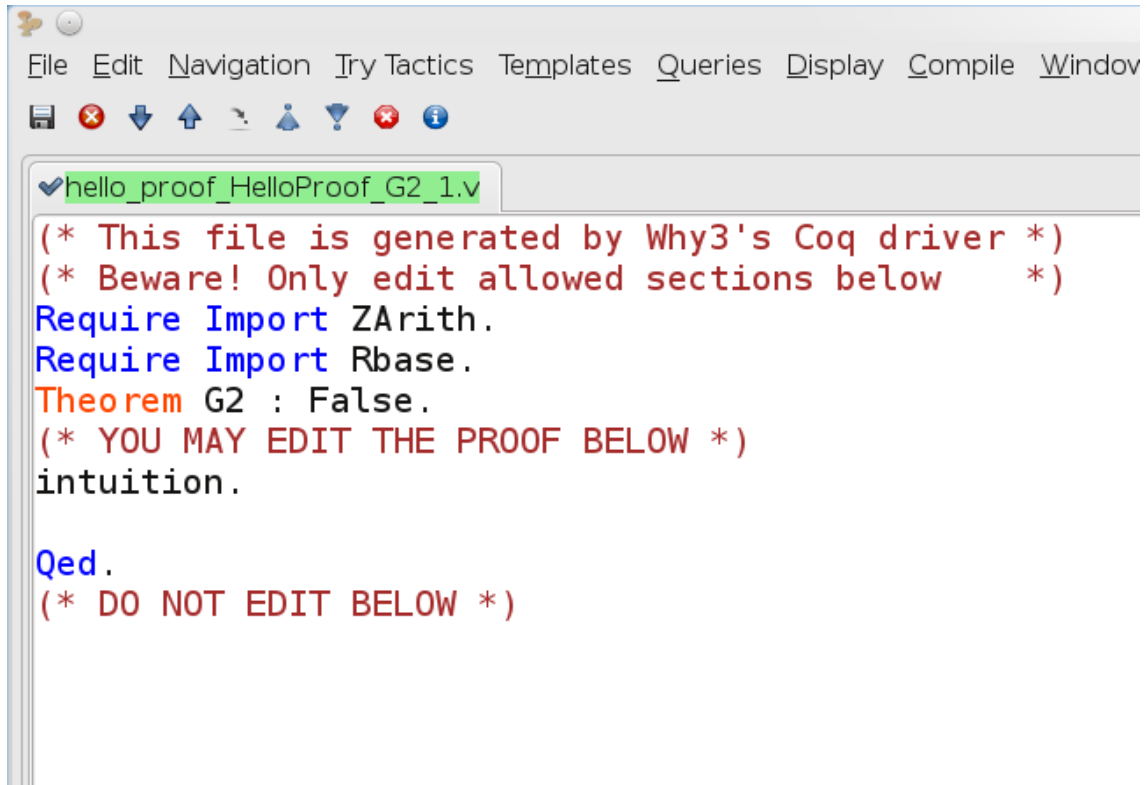 File Edit Navigation Try Tactics Templates Queries Display Compile
hello_proof_HelloProof_G2_1.v
(* This file is generated by Why3's Coq driver *)
(* Beware! Only edit allowed sections below    *)
Require Import ZArith.
Require Import Rbase.
Theorem G2 : False.
(* YOU MAY EDIT THE PROOF BELOW *)
intuition.
Qed.
(* DO NOT EDIT BELOW *)